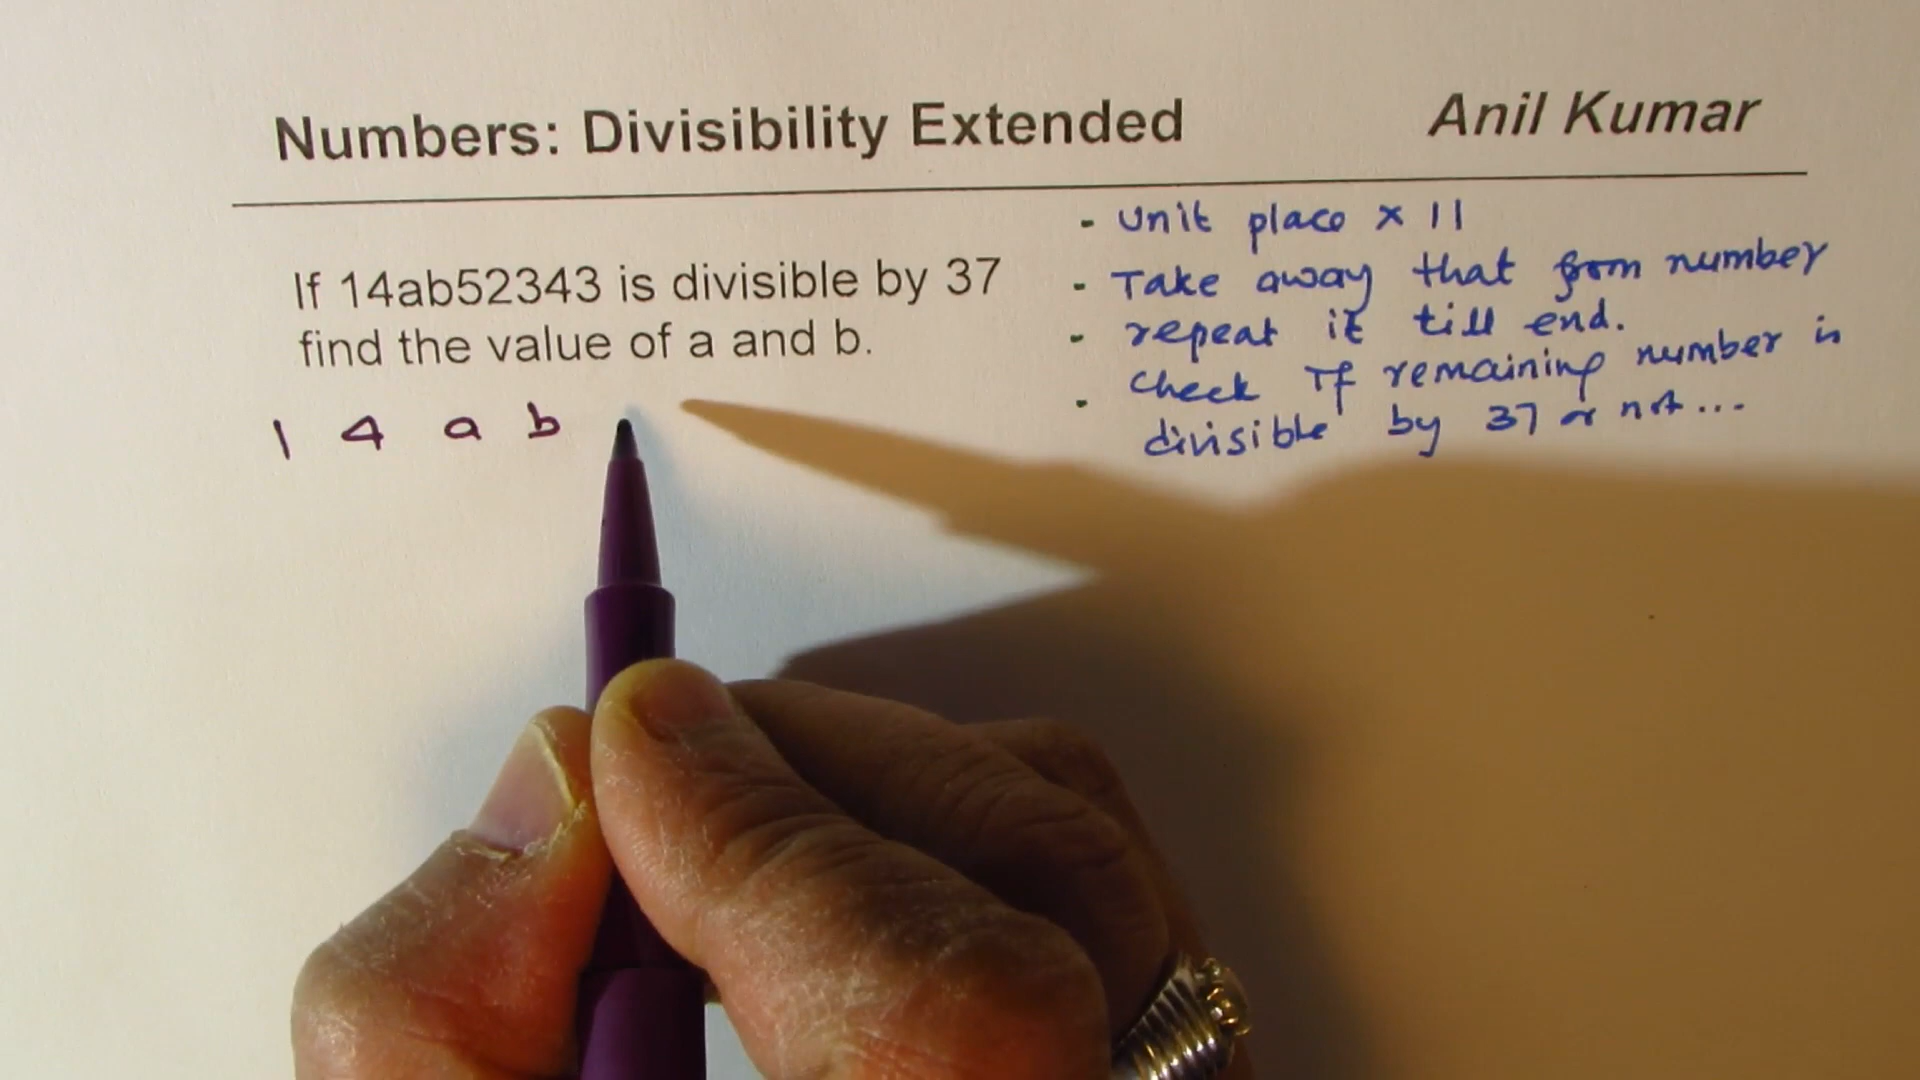 Numbers: Divisibility Extended
Anil Kumar
If 14ab52343 is divisible by 37
find the value of a and b.
- unit place x 11
- Take away that from number
- repeat it till end.
- check If remaining number is
divisible by 37 or not...
1 4 a b